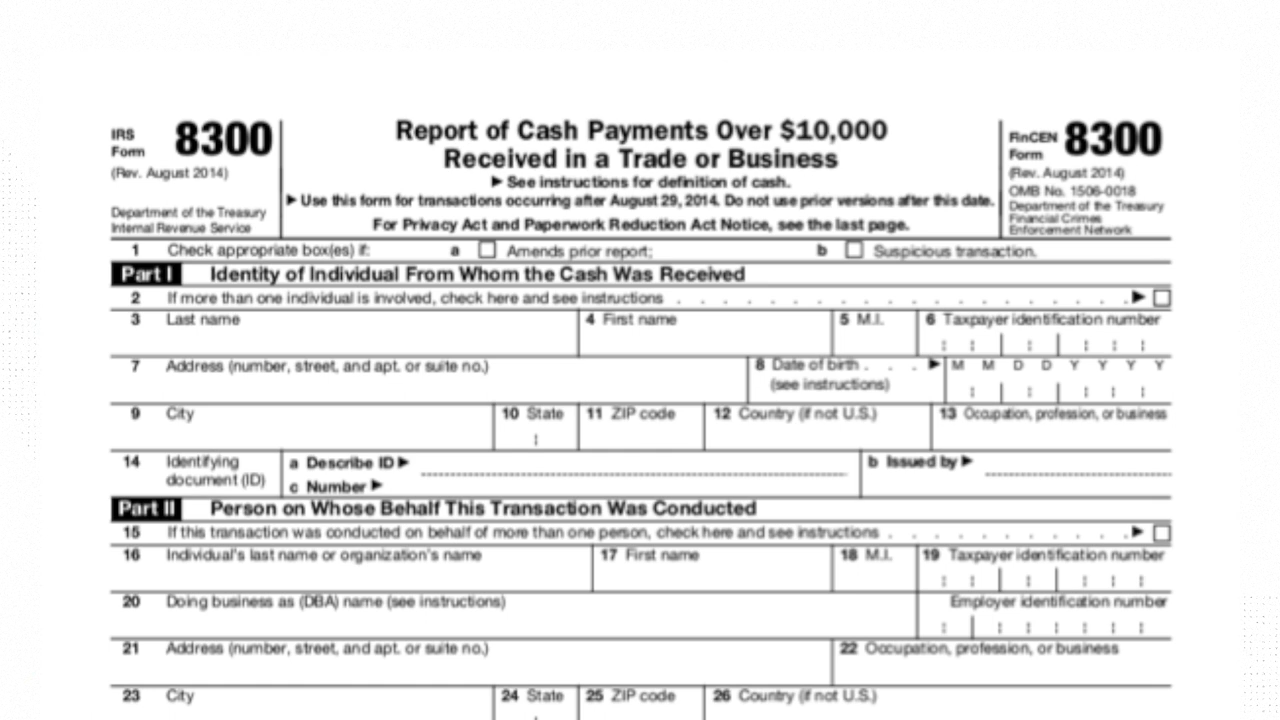 IRS Form 8300
(Rev. August 2014)
Department of the Treasury
Internal Revenue Service
Report of Cash Payments Over $10,000
Received in a Trade or Business
► See instructions for definition of cash.
► Use this form for transactions occurring after August 29, 2014. Do not use prior versions after this date.
For Privacy Act and Paperwork Reduction Act Notice, see the last page.
FinCEN Form 8300
(Rev. August 2014)
OMB No. 1506-0018
Department of the Treasury
Financial Crimes
Enforcement Network
1 Check appropriate box(es) if: a Amends prior report; b Suspicious transaction.
Part I Identity of Individual From Whom the Cash Was Received
2 If more than one individual is involved, check here and see instructions . . . . . . . . . . . . . . . . ►
3 Last name 4 First name 5 M.I. 6 Taxpayer identification number
7 Address (number, street, and apt. or suite no.) 8 Date of birth . . . ► M M D D Y Y Y Y
(see instructions)
9 City 10 State 11 ZIP code 12 Country (if not U.S.) 13 Occupation, profession, or business
14 Identifying document (ID) a Describe ID ► b Issued by ►
c Number ►
Part II Person on Whose Behalf This Transaction Was Conducted
15 If this transaction was conducted on behalf of more than one person, check here and see instructions . . . . . . . . . ►
16 Individual's last name or organization's name 17 First name 18 M.I. 19 Taxpayer identification number
20 Doing business as (DBA) name (see instructions) Employer identification number
21 Address (number, street, and apt. or suite no.) 22 Occupation, profession, or business
23 City 24 State 25 ZIP code 26 Country (if not U.S.)